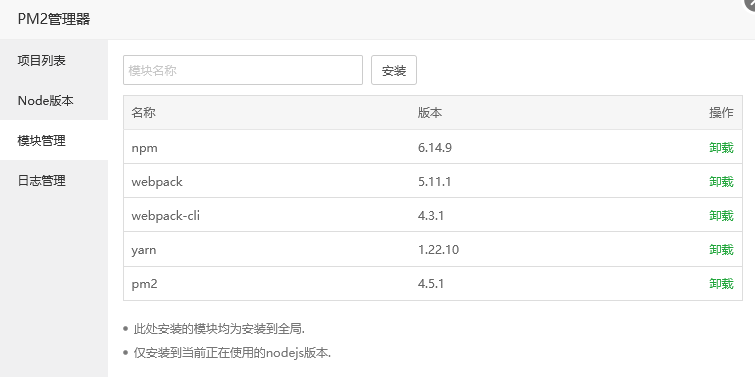 PM2管理器
项目列表
Node版本
模块管理
日志管理
模块名称 安装
名称 版本 操作
npm 6.14.9 卸载
webpack 5.11.1 卸载
webpack-cli 4.3.1 卸载
yarn 1.22.10 卸载
pm2 4.5.1 卸载
• 此处安装的模块均为安装到全局.
• 仅安装到当前正在使用的nodejs版本.